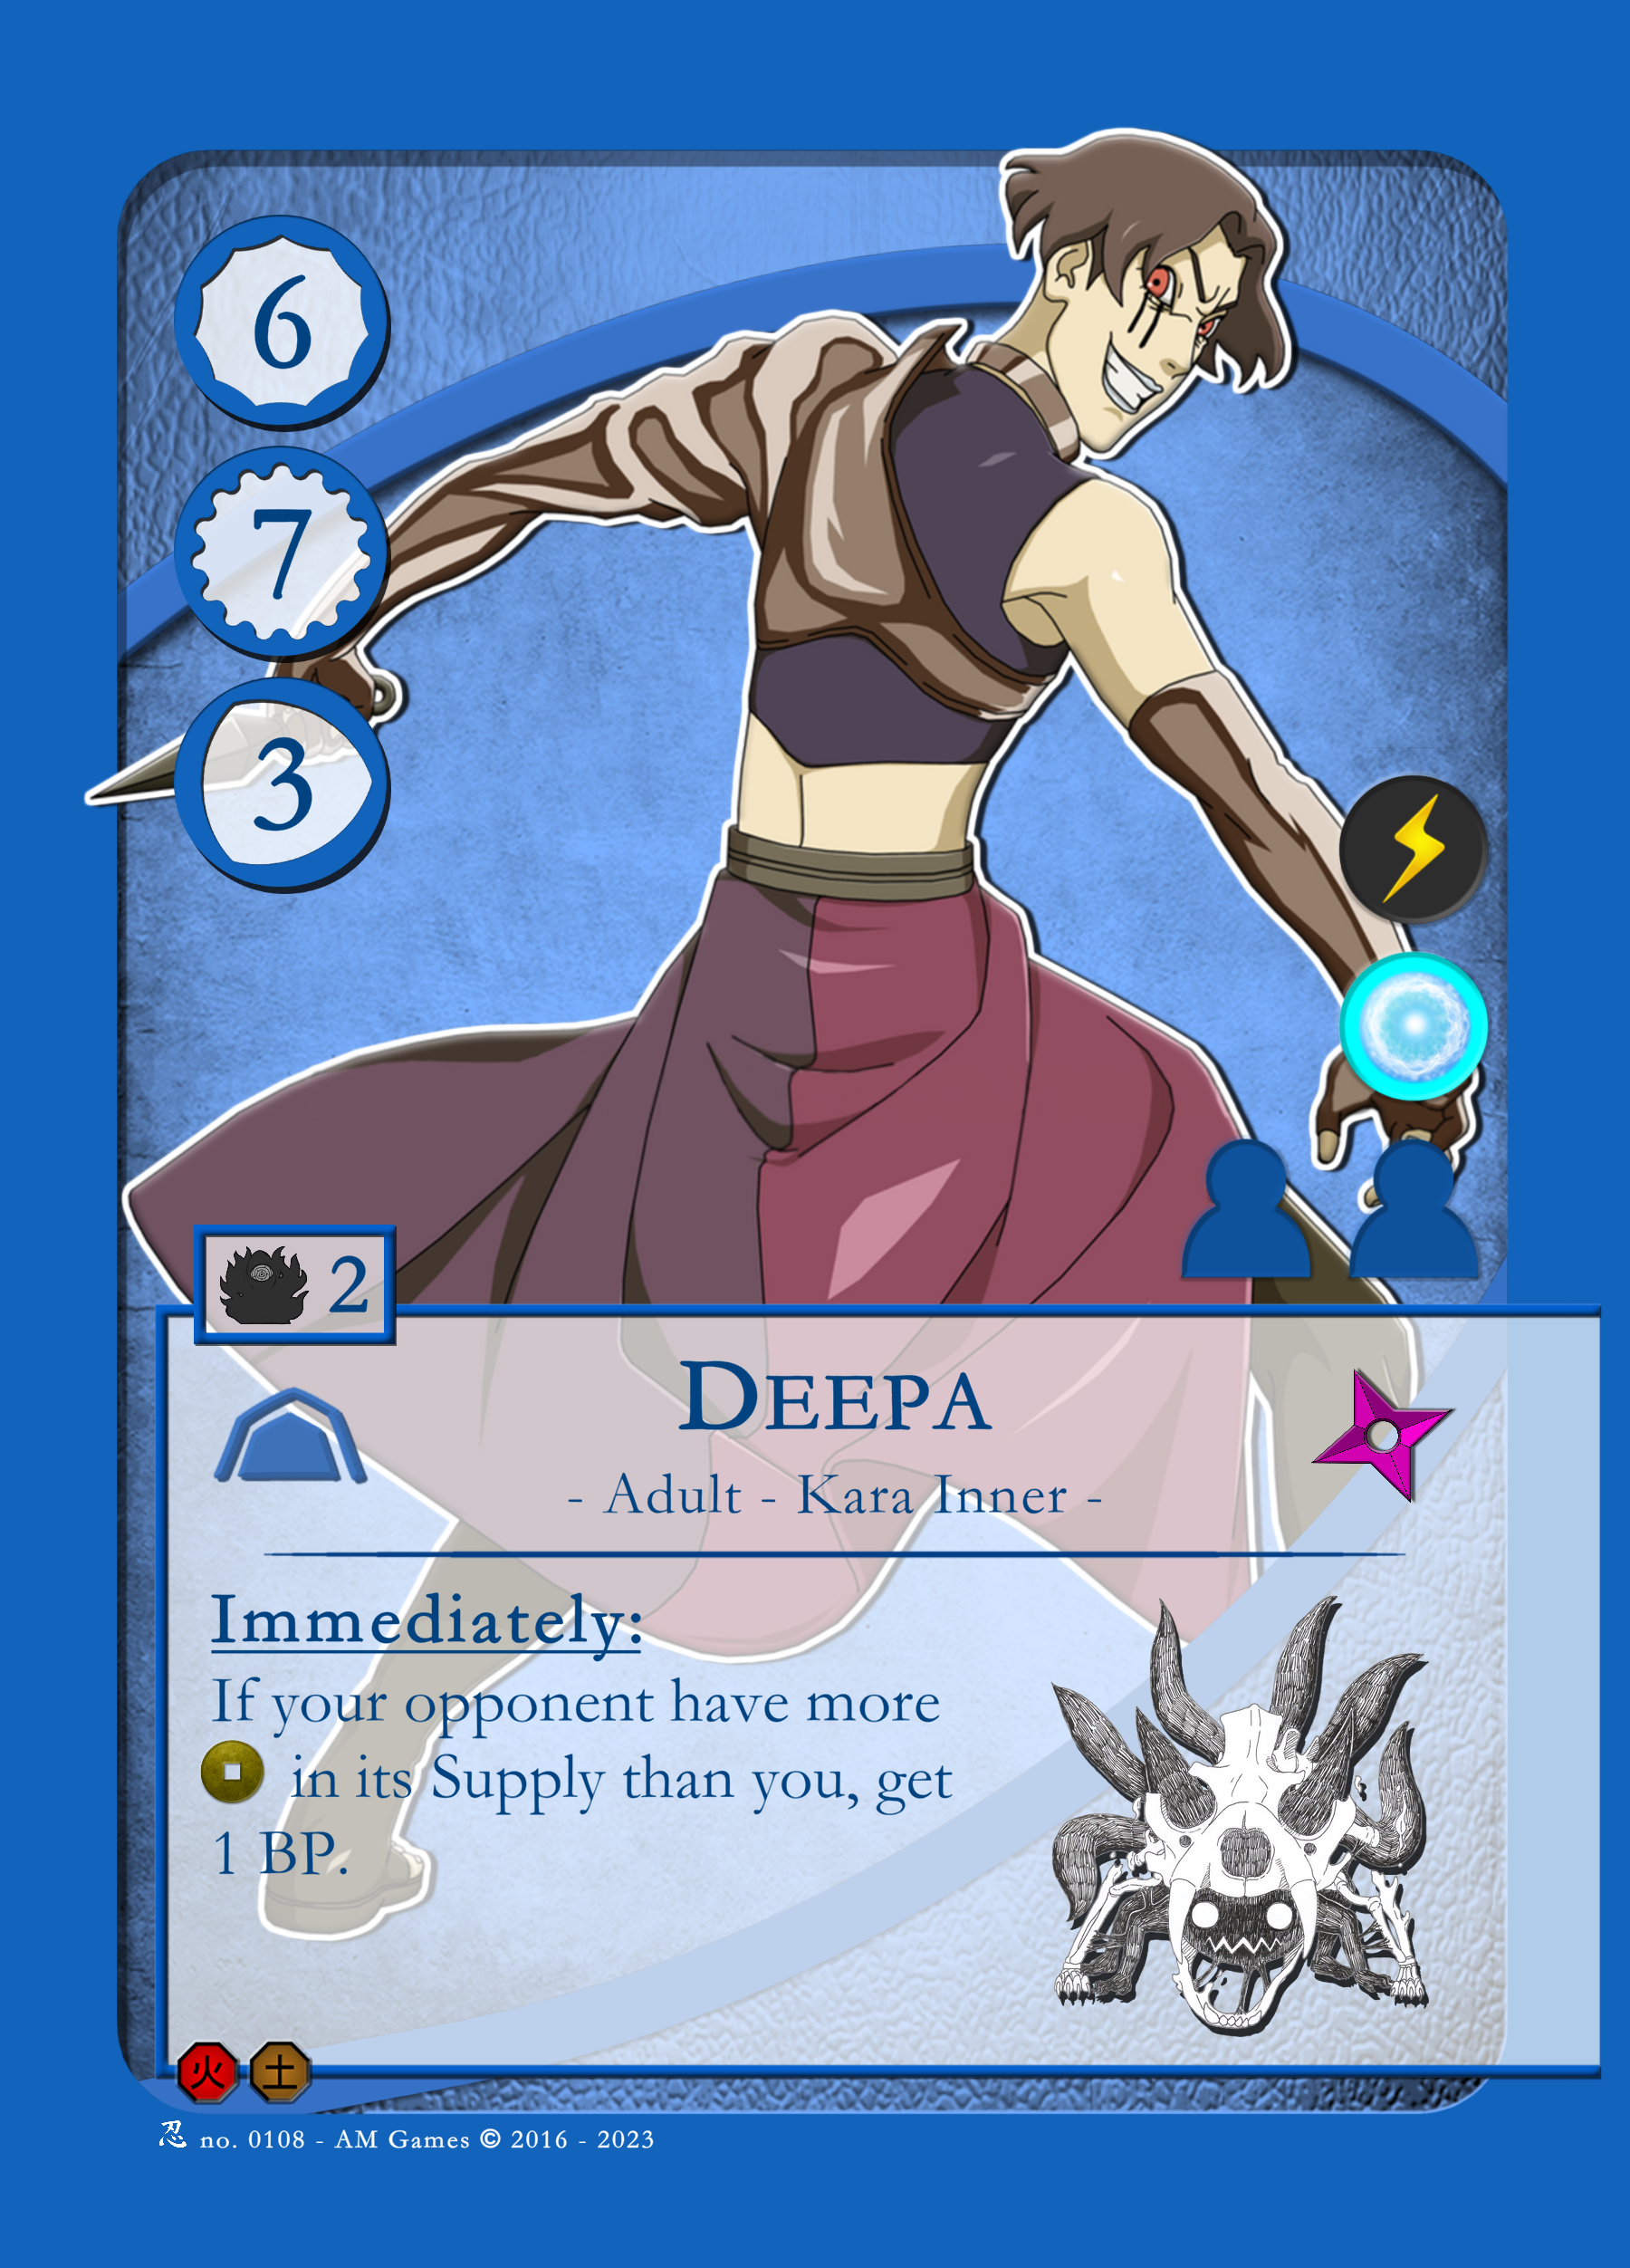 6
7
3
2
Deepa
- Adult - Kara Inner -
Immediately:
If your opponent have more
in its Supply than you, get
1 BP.
火 土
忍 no. 0108 - AM Games © 2016 - 2023